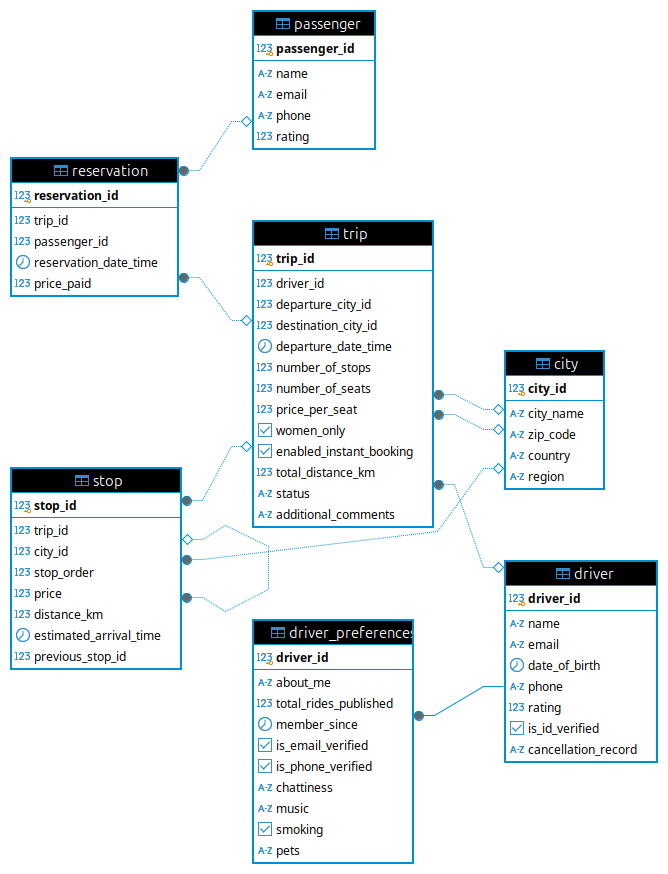 passenger
123 passenger_id
A-Z name
A-Z email
A-Z phone
123 rating
reservation
123 reservation_id
123 trip_id
123 passenger_id
reservation_date_time
123 price_paid
trip
123 trip_id
123 driver_id
123 departure_city_id
123 destination_city_id
departure_date_time
123 number_of_stops
123 number_of_seats
123 price_per_seat
women_only
enabled_instant_booking
123 total_distance_km
A-Z status
A-Z additional_comments
city
123 city_id
A-Z city_name
A-Z zip_code
A-Z country
A-Z region
stop
123 stop_id
123 trip_id
123 city_id
123 stop_order
123 price
123 distance_km
estimated_arrival_time
123 previous_stop_id
driver
123 driver_id
A-Z name
A-Z email
date_of_birth
A-Z phone
123 rating
is_id_verified
A-Z cancellation_record
driver_preferences
123 driver_id
A-Z about_me
123 total_rides_published
member_since
is_email_verified
is_phone_verified
A-Z chattiness
A-Z music
smoking
A-Z pets